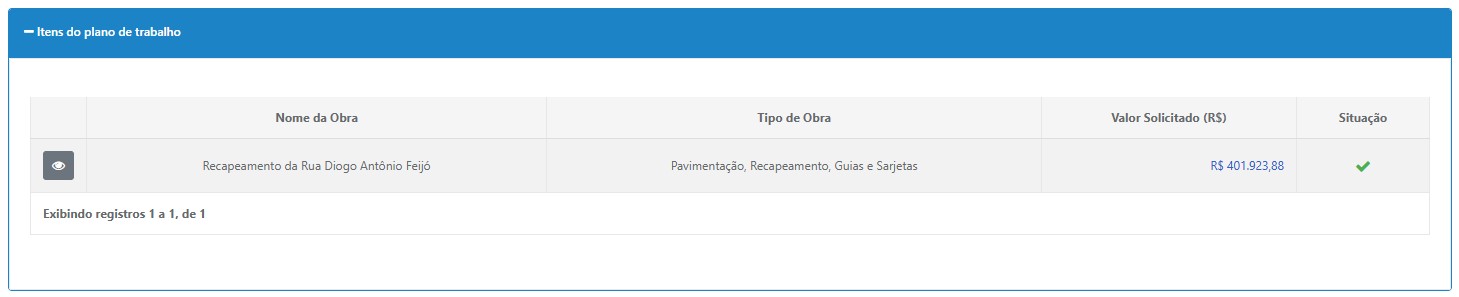 Itens do plano de trabalho
Nome da Obra Tipo de Obra Valor Solicitado (R$) Situação
Recapeamento da Rua Diogo Antônio Feijó Pavimentação, Recapeamento, Guias e Sarjetas R$ 401.923,88
Exibindo registros 1 a 1, de 1